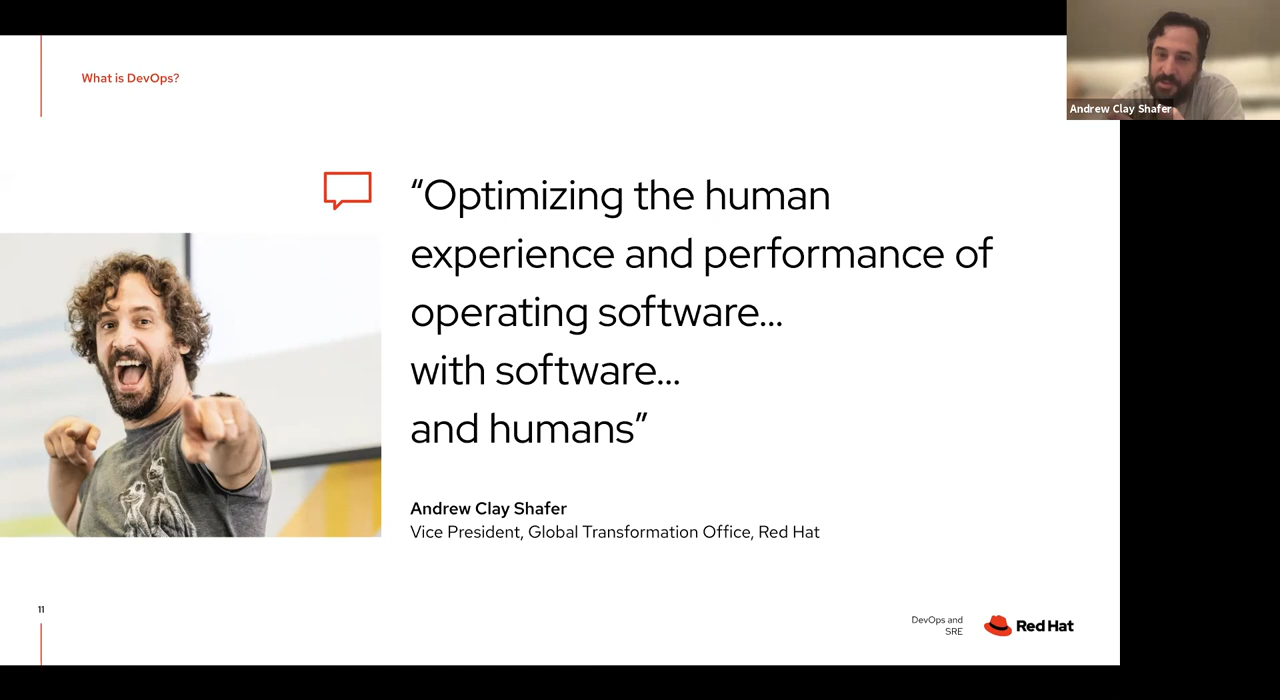 What is DevOps?
Andrew Clay Shafer
“Optimizing the human
experience and performance of
operating software...
with software...
and humans”
Andrew Clay Shafer
Vice President, Global Transformation Office, Red Hat
11
DevOps and
SRE
Red Hat